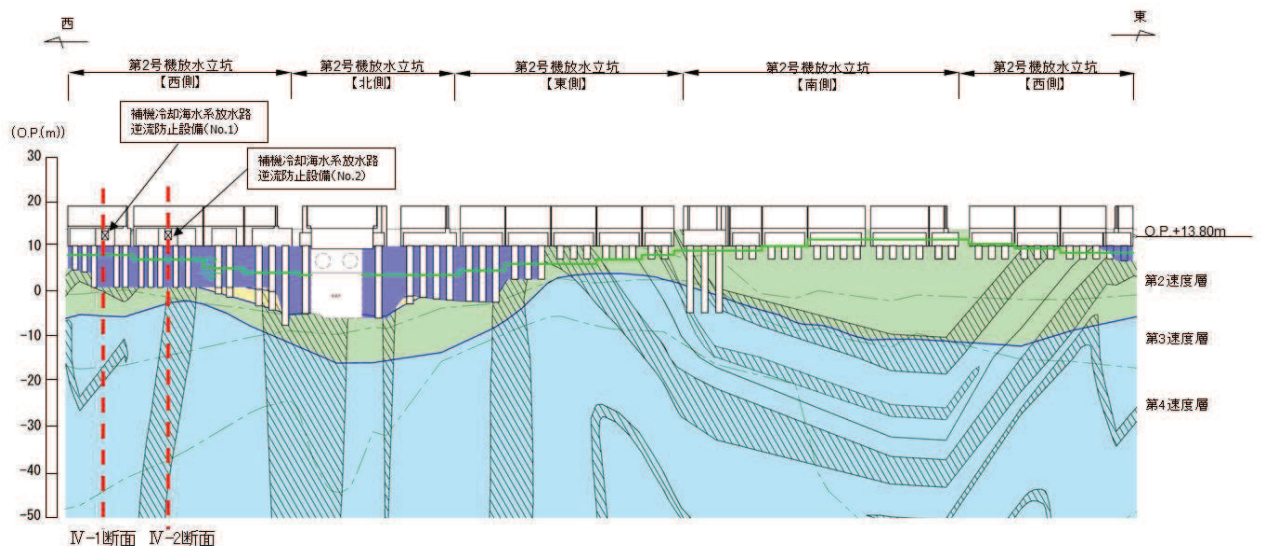 西
東
第2号機放水立坑
【西側】
第2号機放水立坑
【北側】
第2号機放水立坑
【東側】
第2号機放水立坑
【南側】
第2号機放水立坑
【西側】
補機冷却海水系放水路
逆流防止設備(No.1)
補機冷却海水系放水路
逆流防止設備(No.2)
(O.P.(m))
30
20
10
0
-10
-20
-30
-40
-50
O.P.+13.80m
第2速度層
第3速度層
第4速度層
Ⅳ-1断面
Ⅳ-2断面